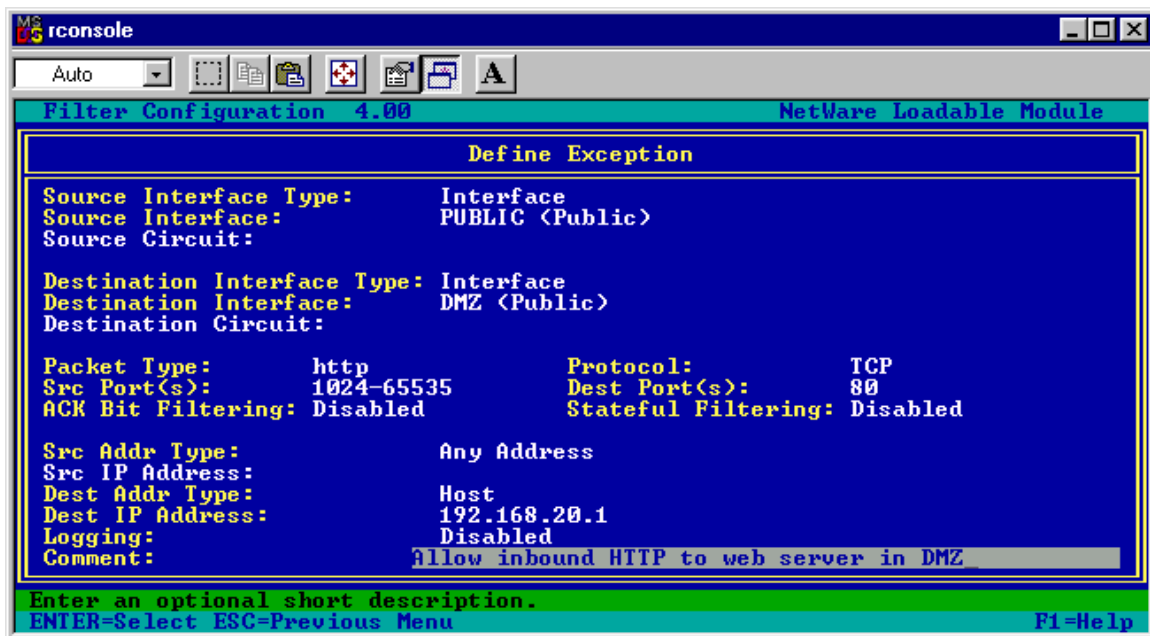 rconsole
Auto
A
Filter Configuration 4.00 NetWare Loadable Module
Define Exception
Source Interface Type: Interface
Source Interface: PUBLIC (Public)
Source Circuit:
Destination Interface Type: Interface
Destination Interface: DMZ (Public)
Destination Circuit:
Packet Type: http Protocol: TCP
Src Port(s): 1024-65535 Dest Port(s): 80
ACK Bit Filtering: Disabled Stateful Filtering: Disabled
Src Addr Type: Any Address
Src IP Address:
Dest Addr Type: Host
Dest IP Address: 192.168.20.1
Logging: Disabled
Comment: Allow inbound HTTP to web server in DMZ_
Enter an optional short description.
ENTER=Select ESC=Previous Menu F1=Help